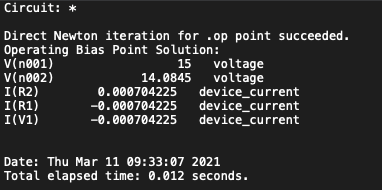 Circuit: *
Direct Newton iteration for .op point succeeded.
Operating Bias Point Solution:
V(n001) 15 voltage
V(n002) 14.0845 voltage
I(R2) 0.000704225 device_current
I(R1) -0.000704225 device_current
I(V1) -0.000704225 device_current
Date: Thu Mar 11 09:33:07 2021
Total elapsed time: 0.012 seconds.